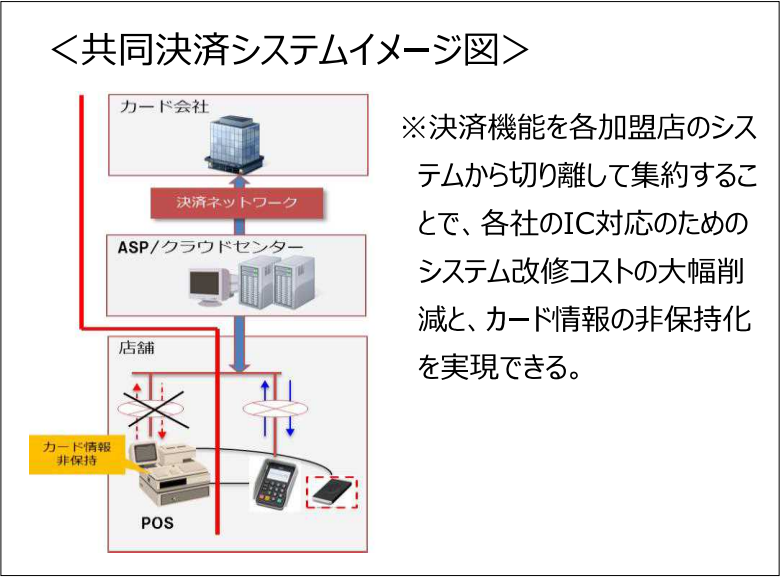 ＜共同決済システムイメージ図＞
カード会社
決済ネットワーク
ASP/クラウドセンター
店舗
カード情報
非保持
POS
※決済機能を各加盟店のシス
テムから切り離して集約するこ
とで、各社のIC対応のための
システム改修コストの大幅削
減と、カード情報の非保持化
を実現できる。